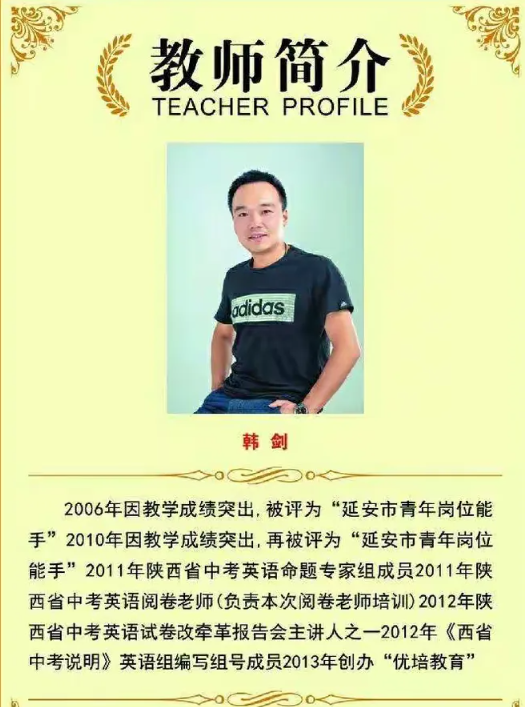 教师简介
TEACHER PROFILE
adidas
韩 剑
2006年因教学成绩突出,被评为“延安市青年岗位能
手”2010年因教学成绩突出,再被评为“延安市青年岗位
能手”2011年陕西省中考英语命题专家组成员2011年陕
西省中考英语阅卷老师(负责本次阅卷老师培训)2012年陕
西省中考英语试卷改牵革报告会主讲人之一2012年《西省
中考说明》英语组编写组号成员2013年创办“优培教育”